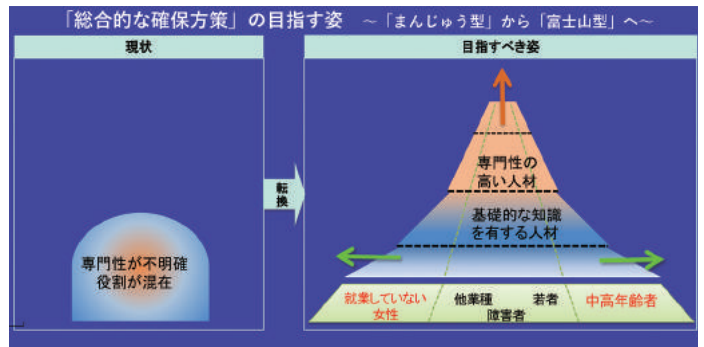 「総合的な確保方策」の目指す姿 ～「まんじゅう型」から「富士山型」へ～
現状
専門性が不明確
役割が混在
転換
目指すべき姿
専門性の
高い人材
基礎的な知識
を有する人材
就業していない
女性
他業種 若者
障害者
中高年齢者